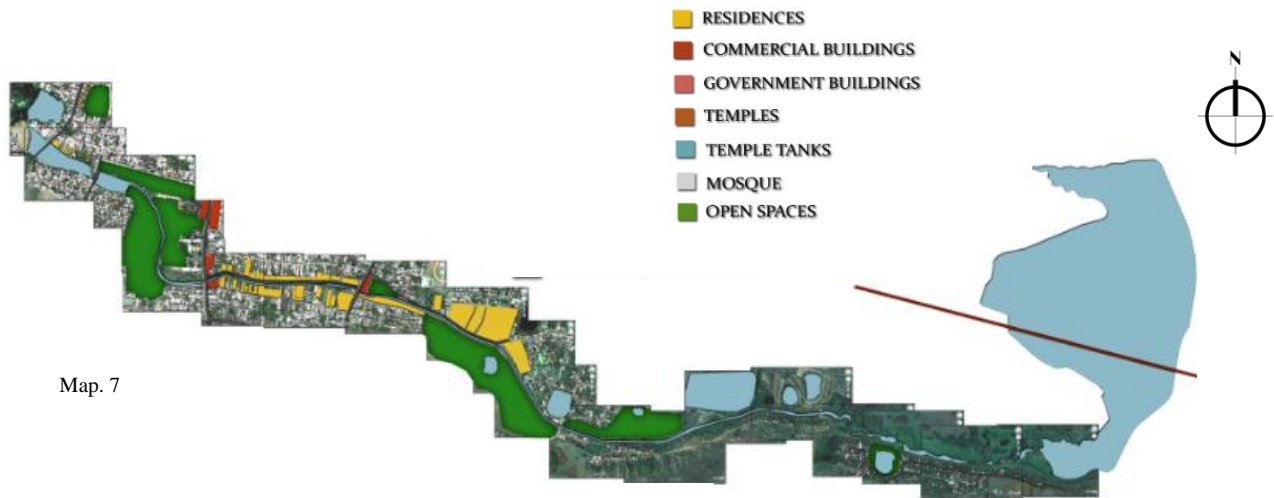 RESIDENCES
COMMERCIAL BUILDINGS
GOVERNMENT BUILDINGS
TEMPLES
TEMPLE TANKS
MOSQUE
OPEN SPACES
N
Map. 7